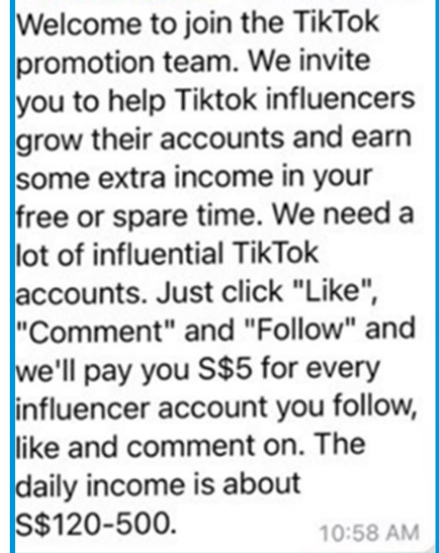 Welcome to join the TikTok
promotion team. We invite
you to help Tiktok influencers
grow their accounts and earn
some extra income in your
free or spare time. We need a
lot of influential TikTok
accounts. Just click "Like",
"Comment" and "Follow" and
we'll pay you S$5 for every
influencer account you follow,
like and comment on. The
daily income is about
S$120-500.
10:58 AM